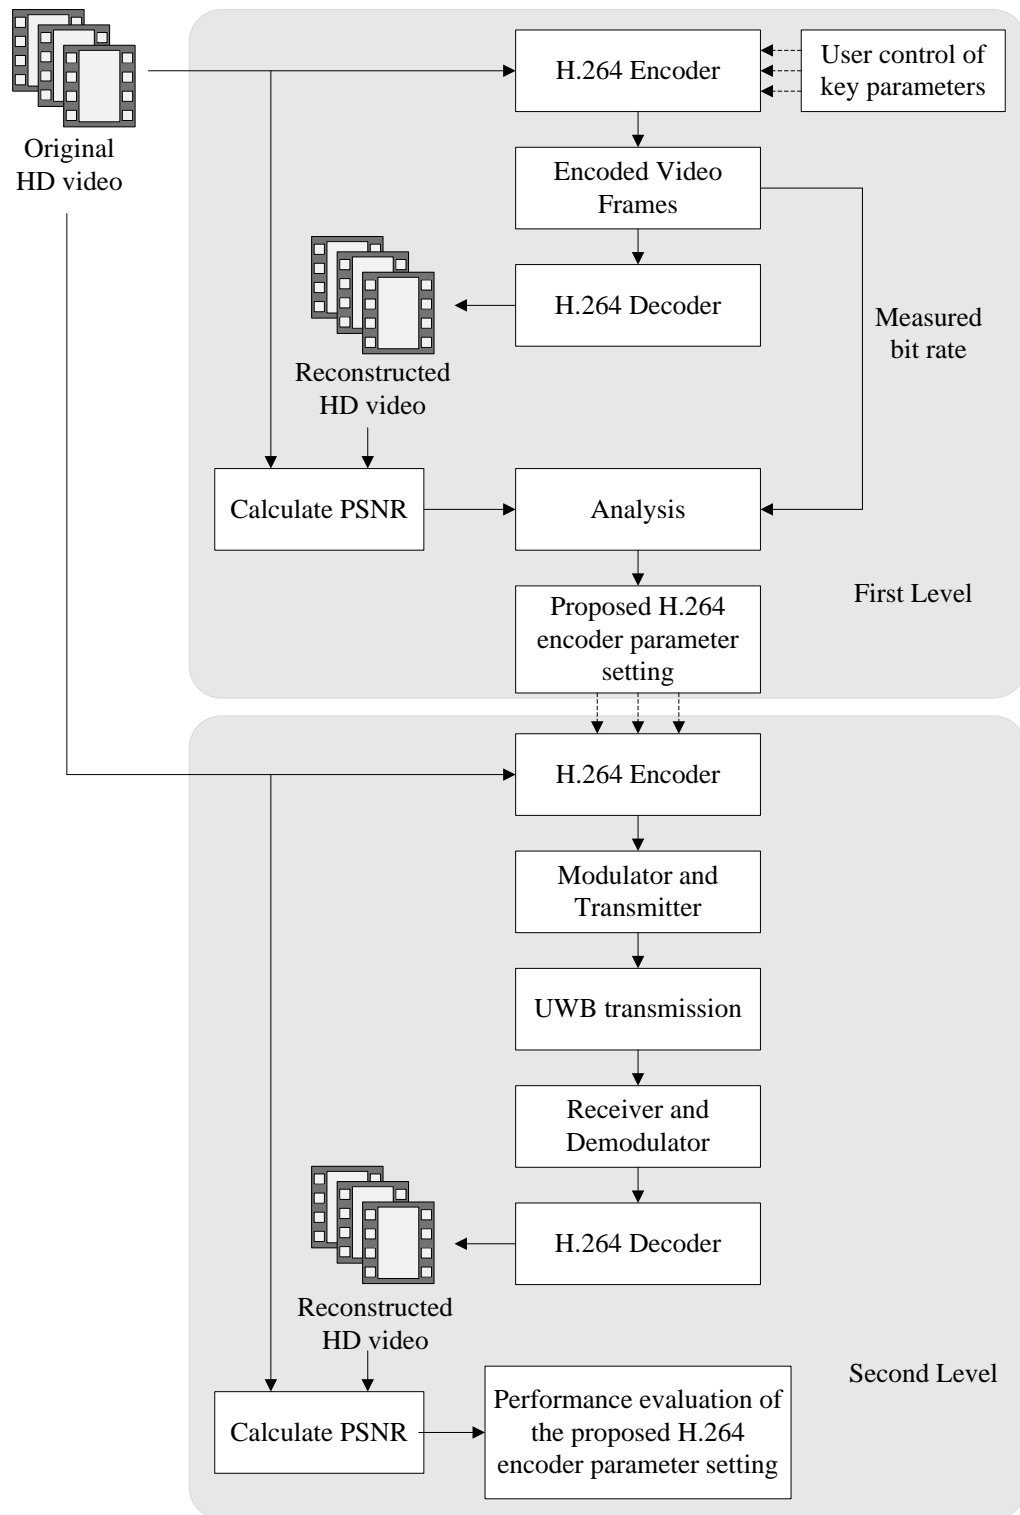 Original
HD video
H.264 Encoder
User control of
key parameters
Encoded Video
Frames
H.264 Decoder
Measured
bit rate
Reconstructed
HD video
Calculate PSNR
Analysis
Proposed H.264
encoder parameter
setting
First Level
H.264 Encoder
Modulator and
Transmitter
UWB transmission
Receiver and
Demodulator
H.264 Decoder
Reconstructed
HD video
Second Level
Calculate PSNR
Performance evaluation of
the proposed H.264
encoder parameter setting